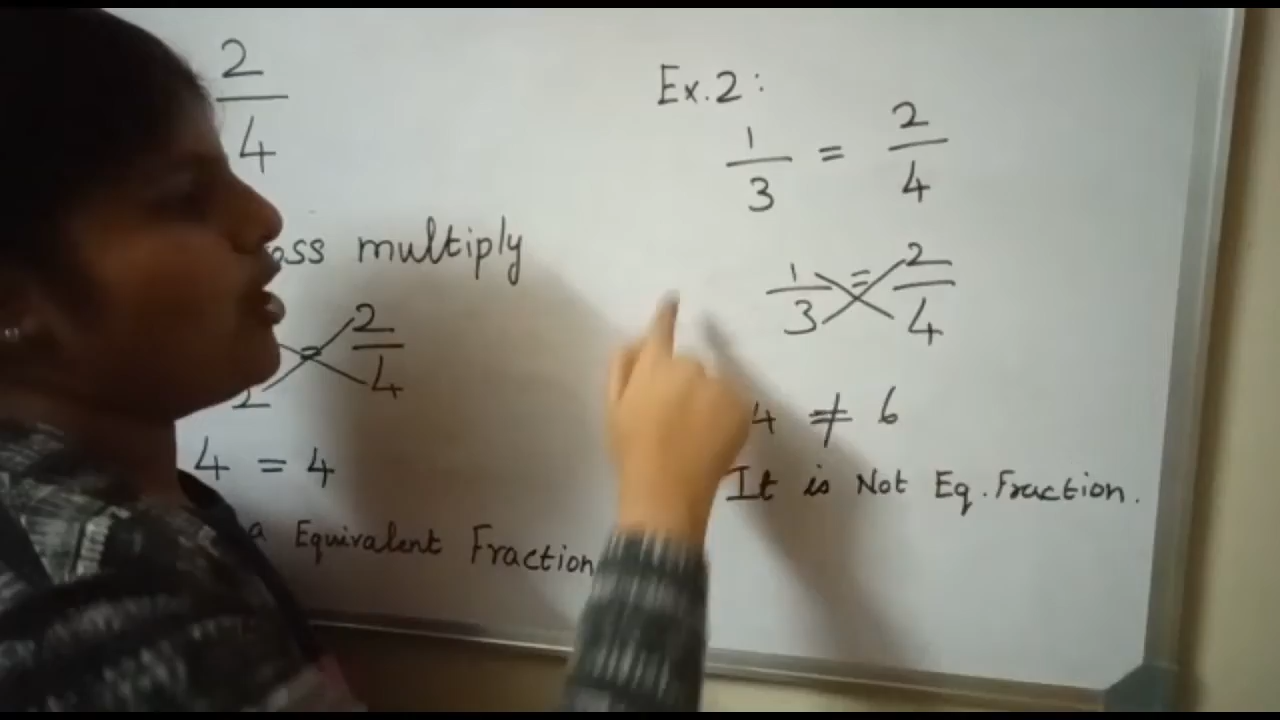 2
4
multiply
2
4
2
4 = 4
a Equivalent Fraction
Ex.2:
1 = 2
3 4
1 = 2
3 4
4 ≠ 6
It is Not Eq. Fraction.